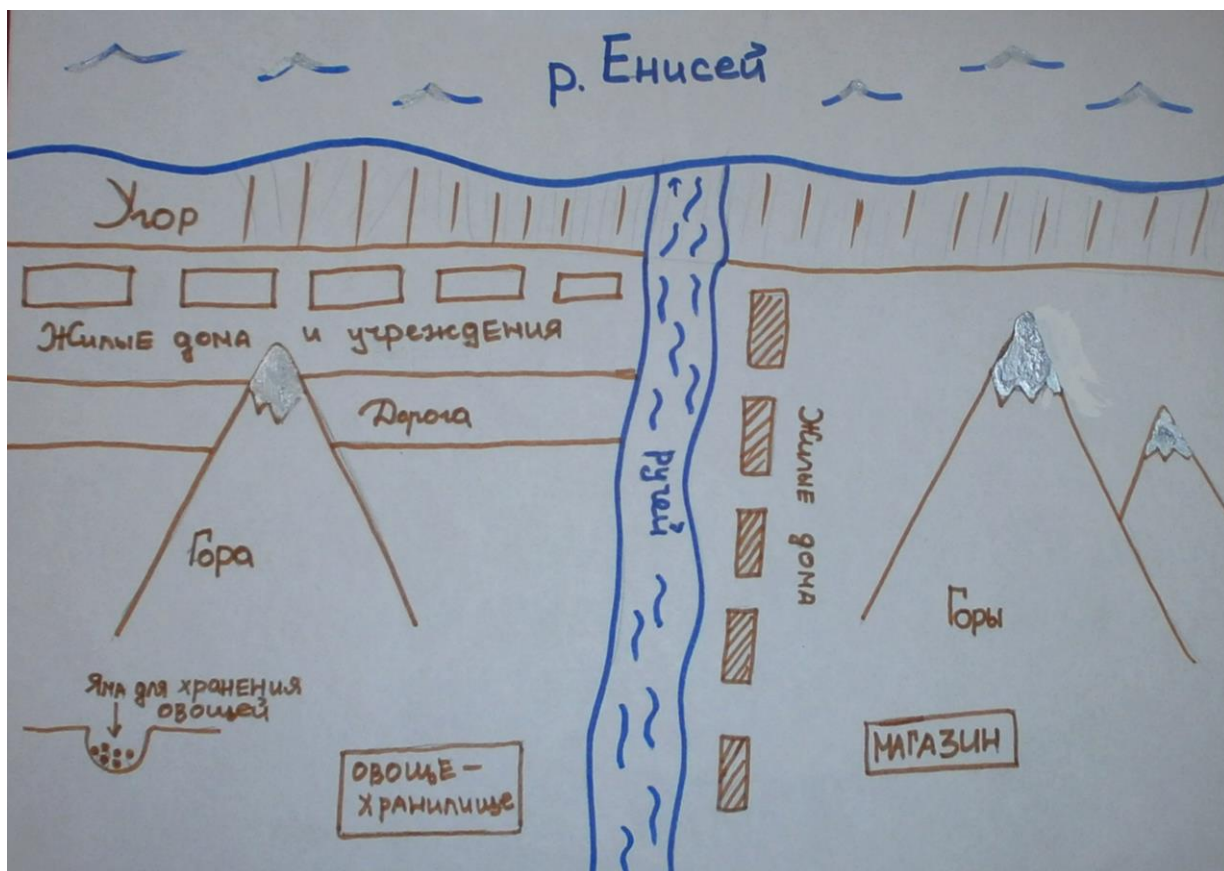 р. Енисей
Угор
Жилые дома и учреждения
Дорога
Ручей
Жилые дома
Гора
Горы
Яма для хранения
овощей
ОВОЩЕ-
ХРАНИЛИЩЕ
МАГАЗИН